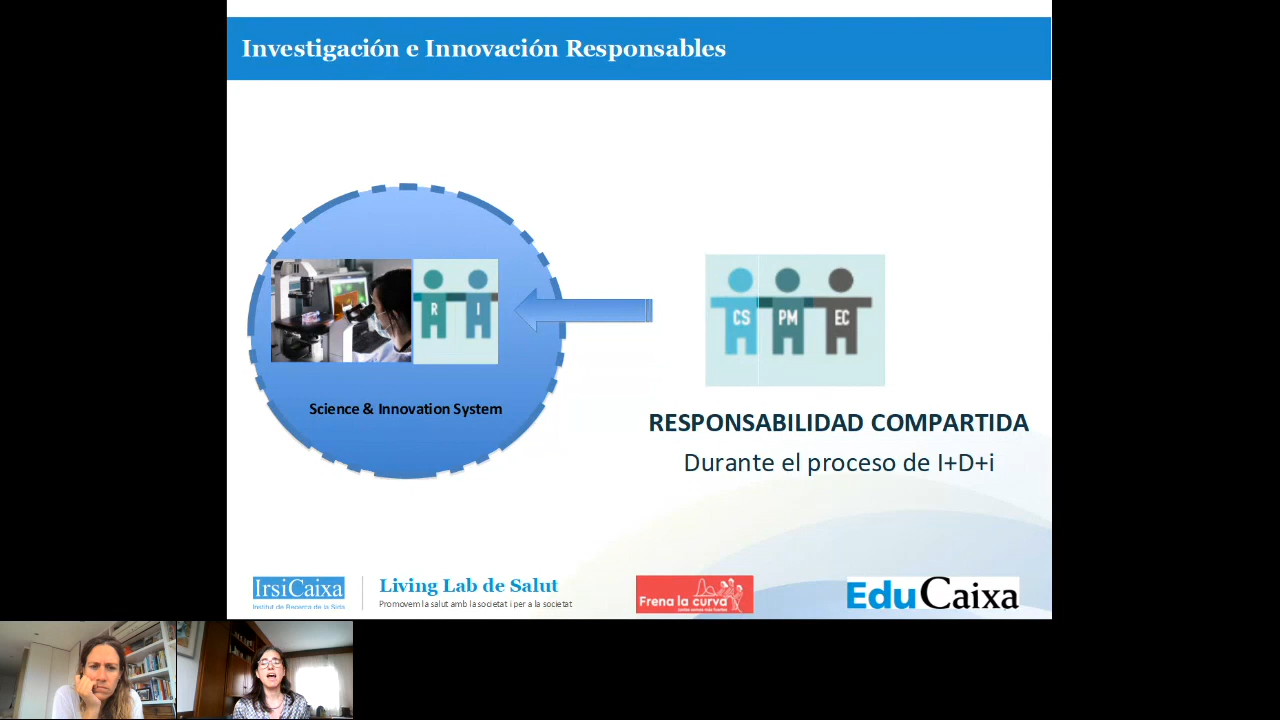 Investigación e Innovación Responsables
R I
CS PM EC
Science & Innovation System
RESPONSABILIDAD COMPARTIDA
Durante el proceso de I+D+i
IrsiCaixa
Institut de Recerca de la Sida
Living Lab de Salut
Promovem la salut amb la societat i per a la societat
Frena la curva
EduCaixa